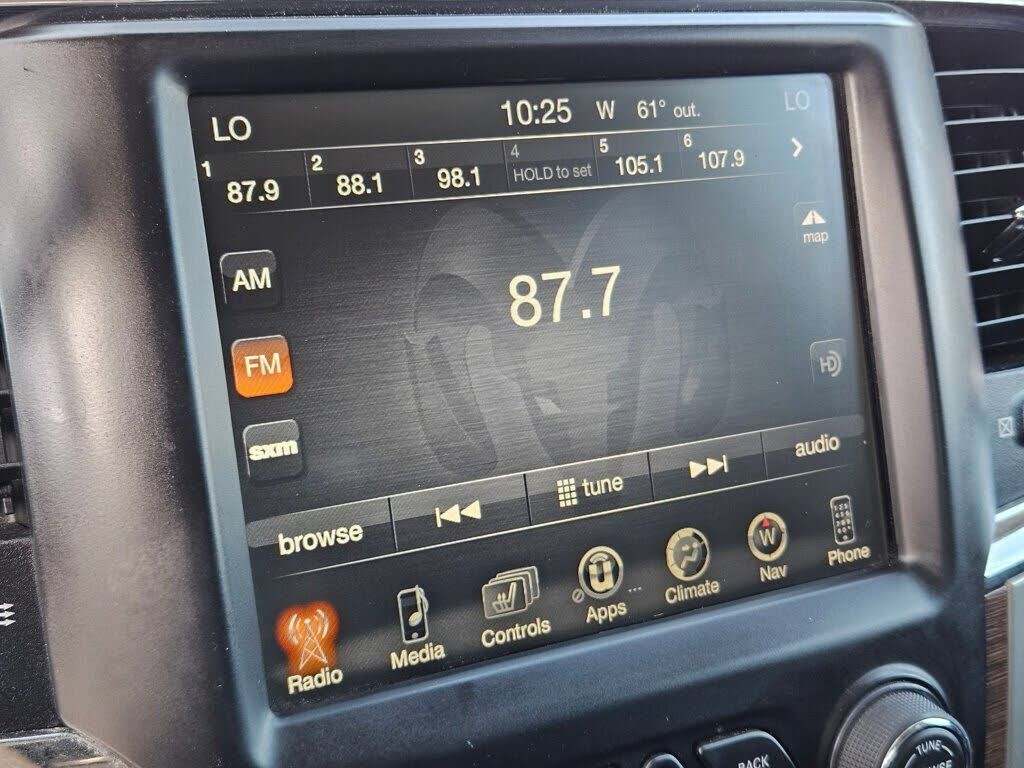 LO 10:25 W 61° out. LO
1 87.9 2 88.1 3 98.1 4 HOLD to set 5 105.1 6 107.9
map
AM
87.7
FM
HD
sxm
browse tune audio
Radio Media Controls Apps Climate Nav Phone
W
BACK
TUNE